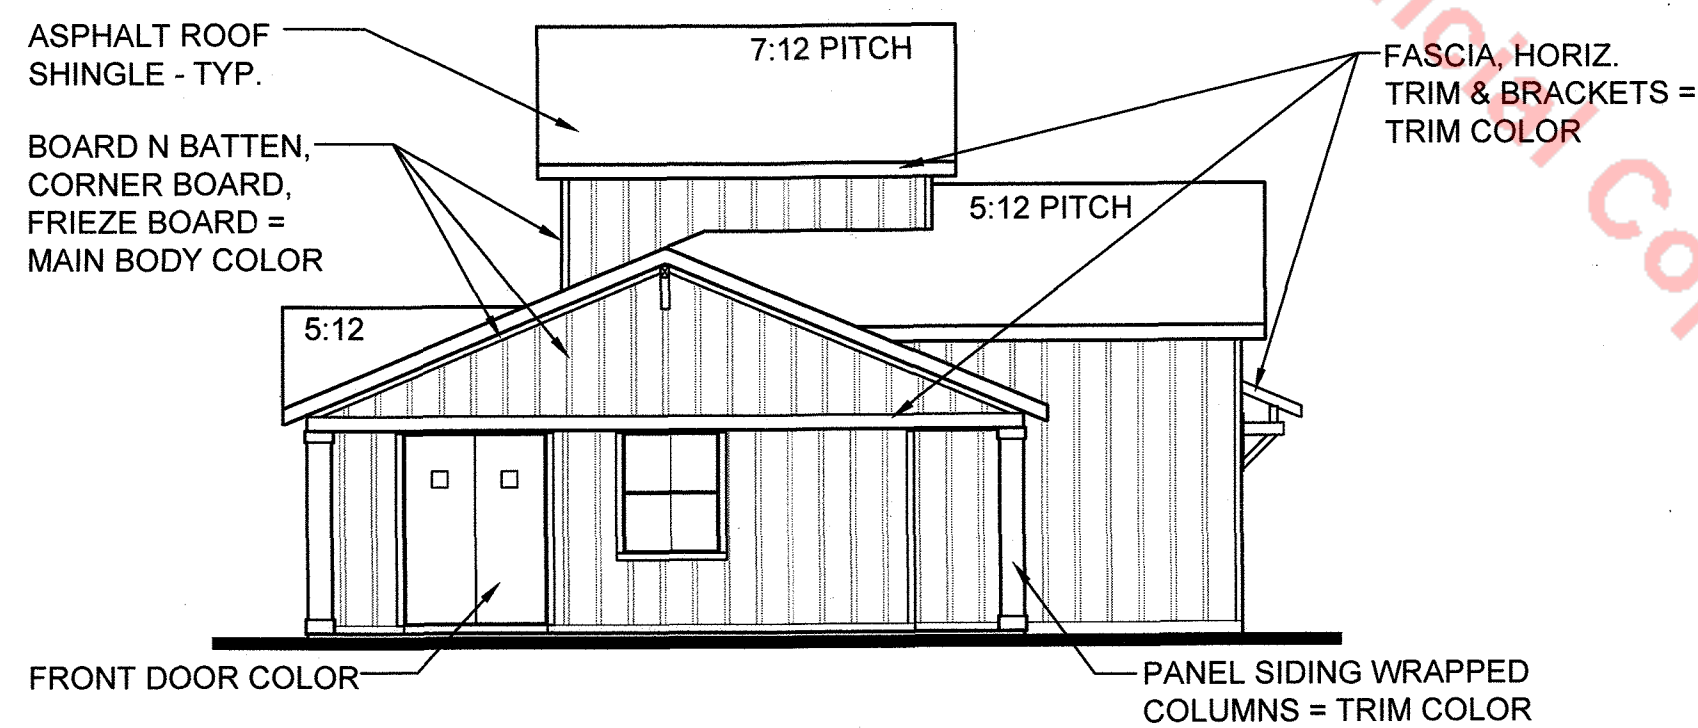 ASPHALT ROOF
SHINGLE - TYP.
7:12 PITCH
FASCIA, HORIZ.
TRIM & BRACKETS =
TRIM COLOR
BOARD N BATTEN,
CORNER BOARD,
FRIEZE BOARD =
MAIN BODY COLOR
5:12 PITCH
5:12
FRONT DOOR COLOR
PANEL SIDING WRAPPED
COLUMNS = TRIM COLOR